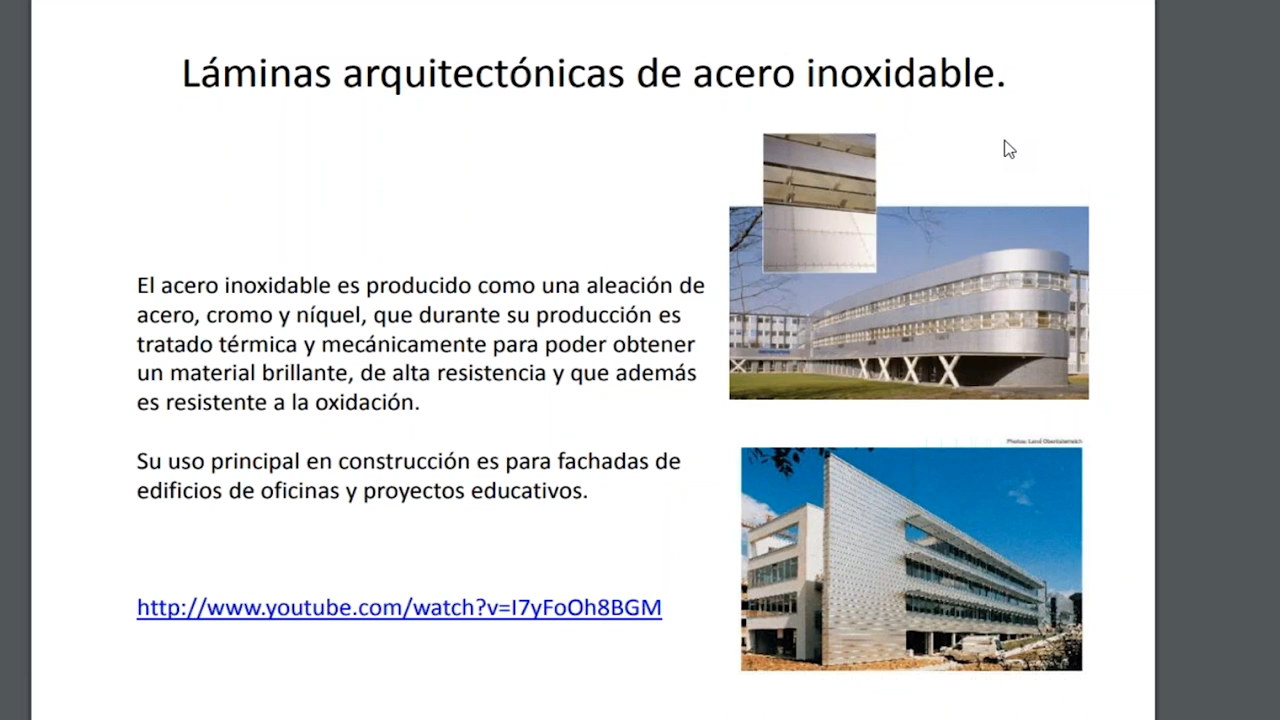 Láminas arquitectónicas de acero inoxidable.
El acero inoxidable es producido como una aleación de
acero, cromo y níquel, que durante su producción es
tratado térmica y mecánicamente para poder obtener
un material brillante, de alta resistencia y que además
es resistente a la oxidación.
Photos: Land Oberösterreich
Su uso principal en construcción es para fachadas de
edificios de oficinas y proyectos educativos.
http://www.youtube.com/watch?v=I7yFoOh8BGM